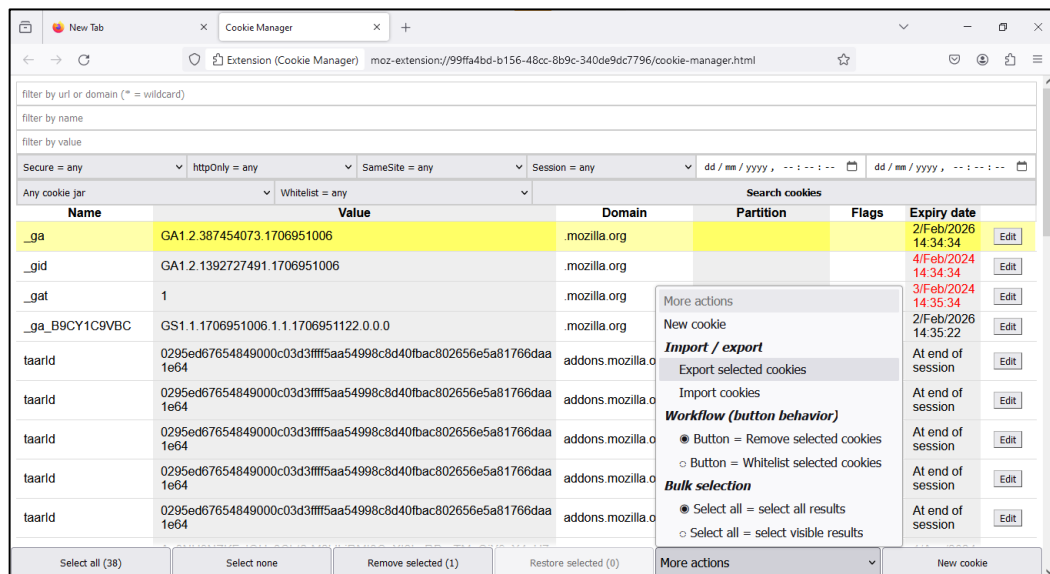 New Tab
Cookie Manager
Extension (Cookie Manager) moz-extension://99ffa4bd-b156-48cc-8b9c-340de9dc7796/cookie-manager.html
filter by url or domain (* = wildcard)
filter by name
filter by value
Secure = any httpOnly = any SameSite = any Session = any dd / mm / yyyy , -- : -- : -- dd / mm / yyyy , -- : -- : --
Any cookie jar Whitelist = any Search cookies
Name Value Domain Partition Flags Expiry date
_ga GA1.2.387454073.1706951006 .mozilla.org 2/Feb/2026 14:34:34 Edit
_gid GA1.2.1392727491.1706951006 .mozilla.org 4/Feb/2024 14:34:34 Edit
_gat 1 .mozilla.org 3/Feb/2024 14:35:34 Edit
_ga_B9CY1C9VBC GS1.1.1706951006.1.1.1706951122.0.0.0 .mozilla.org 2/Feb/2026 14:35:22 Edit
taarId 0295ed67654849000c03d3ffff5aa54998c8d40fbac802656e5a81766daa addons.mozilla.o At end of
1e64 session Edit
taarId 0295ed67654849000c03d3ffff5aa54998c8d40fbac802656e5a81766daa addons.mozilla.o At end of
1e64 session Edit
taarId 0295ed67654849000c03d3ffff5aa54998c8d40fbac802656e5a81766daa addons.mozilla.o At end of
1e64 session Edit
taarId 0295ed67654849000c03d3ffff5aa54998c8d40fbac802656e5a81766daa addons.mozilla.o At end of
1e64 session Edit
taarId 0295ed67654849000c03d3ffff5aa54998c8d40fbac802656e5a81766daa addons.mozilla.o At end of
1e64 session Edit
More actions
New cookie
Import / export
Export selected cookies
Import cookies
Workflow (button behavior)
Button = Remove selected cookies
Button = Whitelist selected cookies
Bulk selection
Select all = select all results
Select all = select visible results
Select all (38) Select none Remove selected (1) Restore selected (0) More actions New cookie